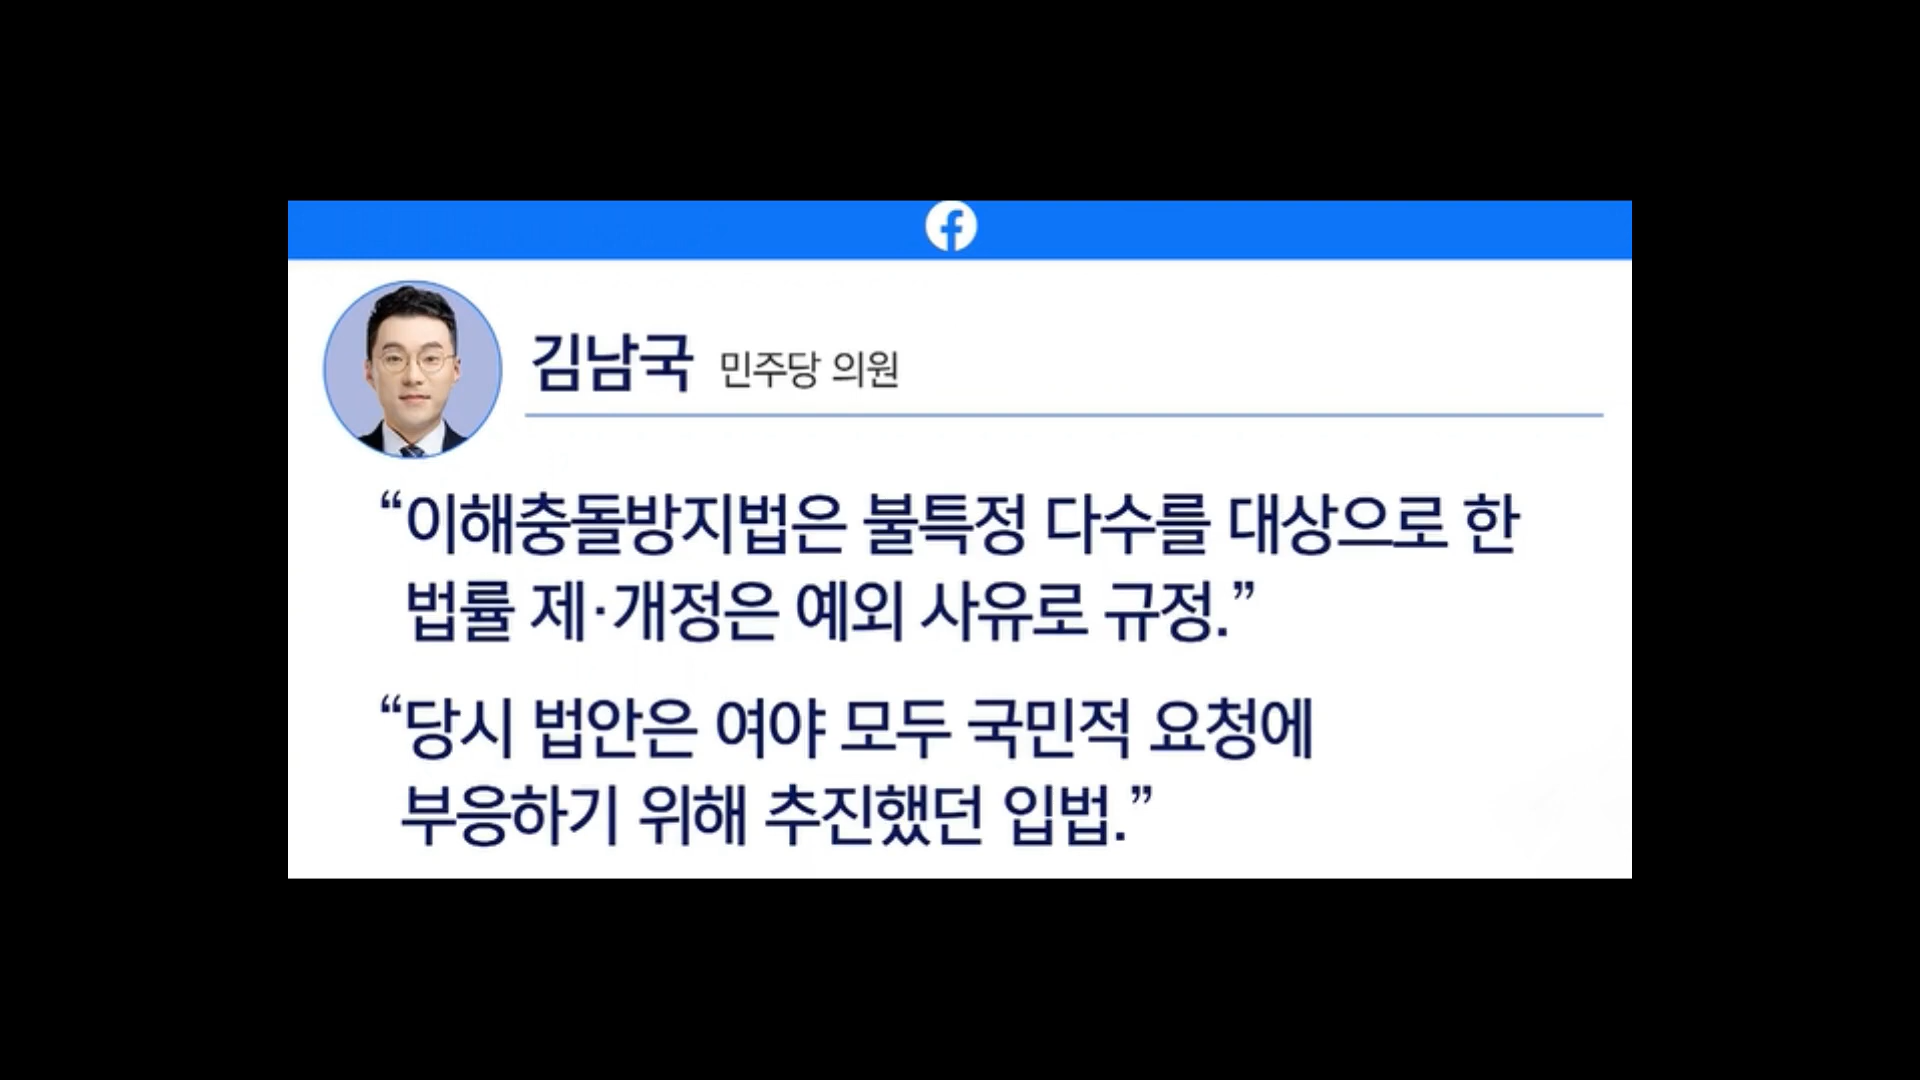 김남국 민주당 의원
“이해충돌방지법은 불특정 다수를 대상으로 한
법률 제·개정은 예외 사유로 규정.”
“당시 법안은 여야 모두 국민적 요청에
부응하기 위해 추진했던 입법.”